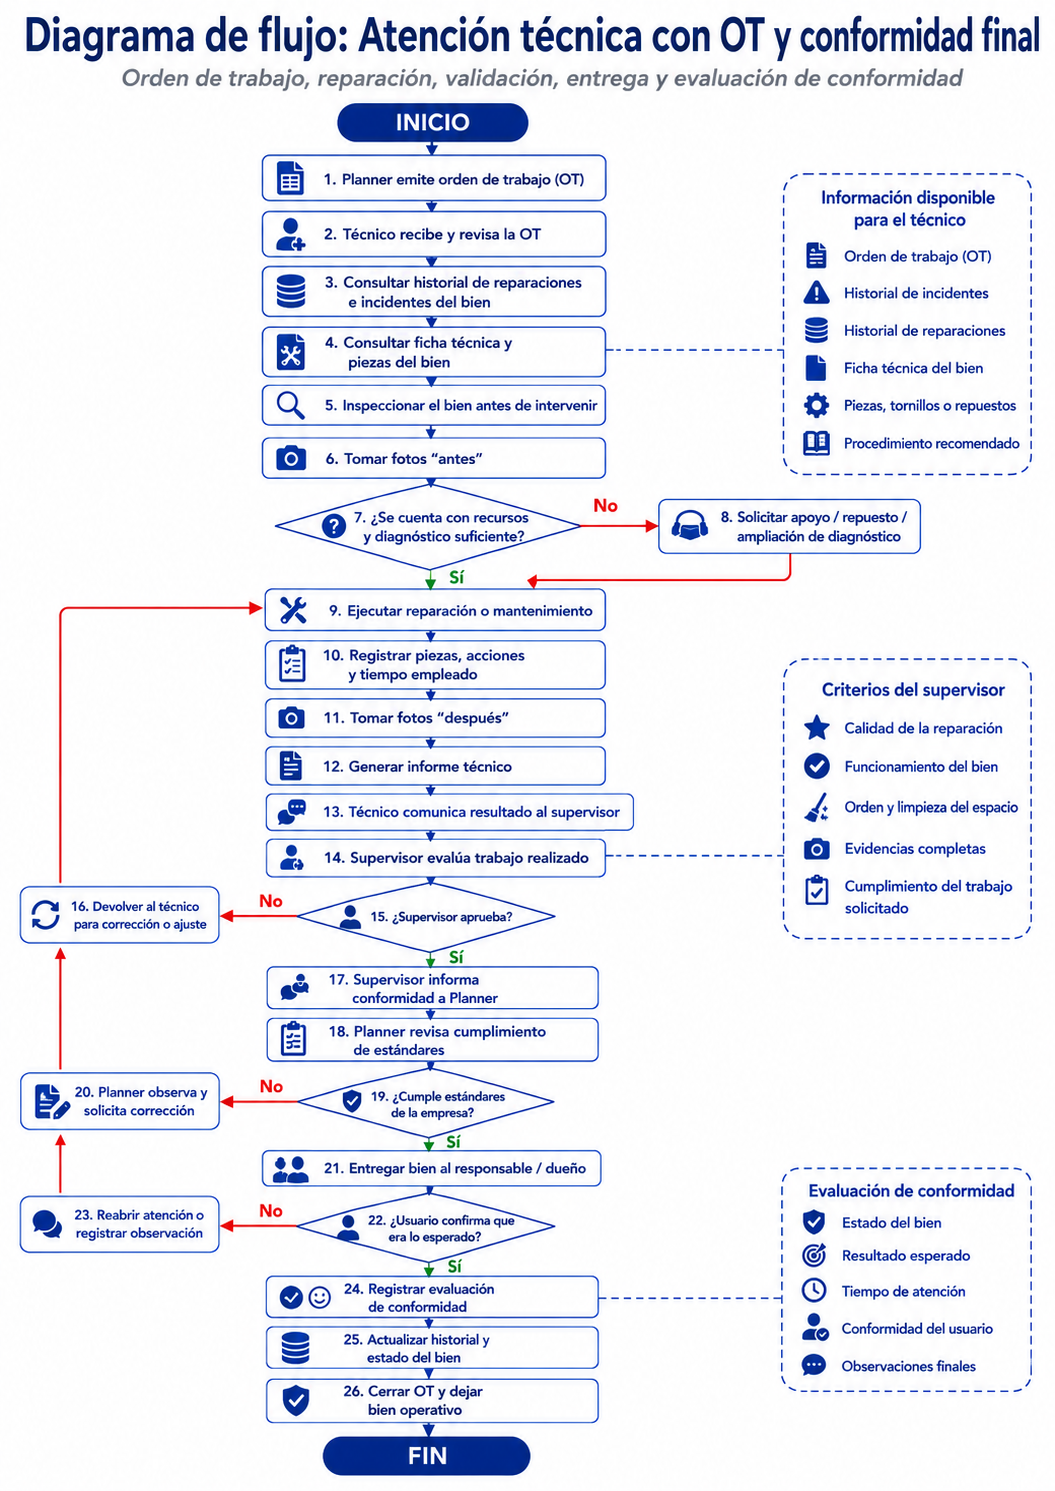 Diagrama de flujo: Atención técnica con OT y conformidad final
Orden de trabajo, reparación, validación, entrega y evaluación de conformidad
INICIO
1. Planner emite orden de trabajo (OT)
2. Técnico recibe y revisa la OT
3. Consultar historial de reparaciones
e incidentes del bien
4. Consultar ficha técnica y
piezas del bien
5. Inspeccionar el bien antes de intervenir
6. Tomar fotos “antes”
Información disponible
para el técnico
Orden de trabajo (OT)
Historial de incidentes
Historial de reparaciones
Ficha técnica del bien
Piezas, tornillos o repuestos
Procedimiento recomendado
7. ¿Se cuenta con recursos
y diagnóstico suficiente?
No
8. Solicitar apoyo / repuesto /
ampliación de diagnóstico
Sí
9. Ejecutar reparación o mantenimiento
10. Registrar piezas, acciones
y tiempo empleado
11. Tomar fotos “después”
12. Generar informe técnico
13. Técnico comunica resultado al supervisor
14. Supervisor evalúa trabajo realizado
Criterios del supervisor
Calidad de la reparación
Funcionamiento del bien
Orden y limpieza del espacio
Evidencias completas
Cumplimiento del trabajo
solicitado
15. ¿Supervisor aprueba?
No
16. Devolver al técnico
para corrección o ajuste
Sí
17. Supervisor informa
conformidad a Planner
18. Planner revisa cumplimiento
de estándares
19. ¿Cumple estándares
de la empresa?
No
20. Planner observa y
solicita corrección
Sí
21. Entregar bien al responsable / dueño
22. ¿Usuario confirma que
era lo esperado?
No
23. Reabrir atención o
registrar observación
Sí
24. Registrar evaluación
de conformidad
25. Actualizar historial y
estado del bien
26. Cerrar OT y dejar
bien operativo
Evaluación de conformidad
Estado del bien
Resultado esperado
Tiempo de atención
Conformidad del usuario
Observaciones finales
FIN